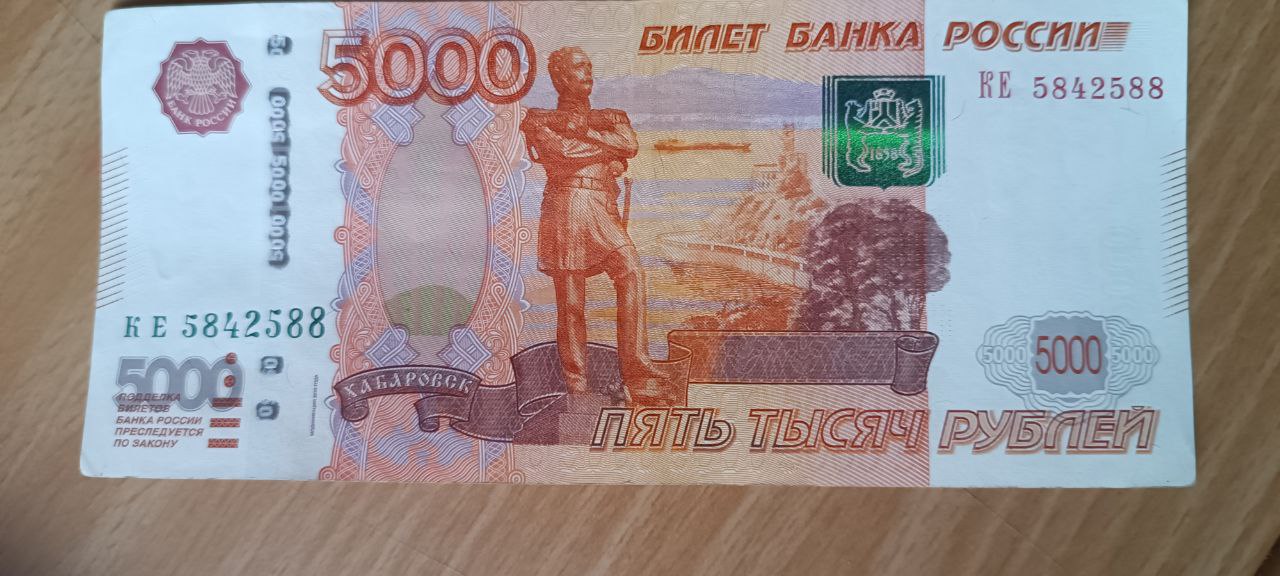 5000
БИЛЕТ БАНКА РОССИИ
БАНК РОССИИ
КЕ 5842588
1858
5000 5000 5000
КЕ 5842588
5000
ПОДДЕЛКА
БИЛЕТОВ
БАНКА РОССИИ
ПРЕСЛЕДУЕТСЯ
ПО ЗАКОНУ
ХАБАРОВСК
5000 5000 5000
ПЯТЬ ТЫСЯЧ РУБЛЕЙ